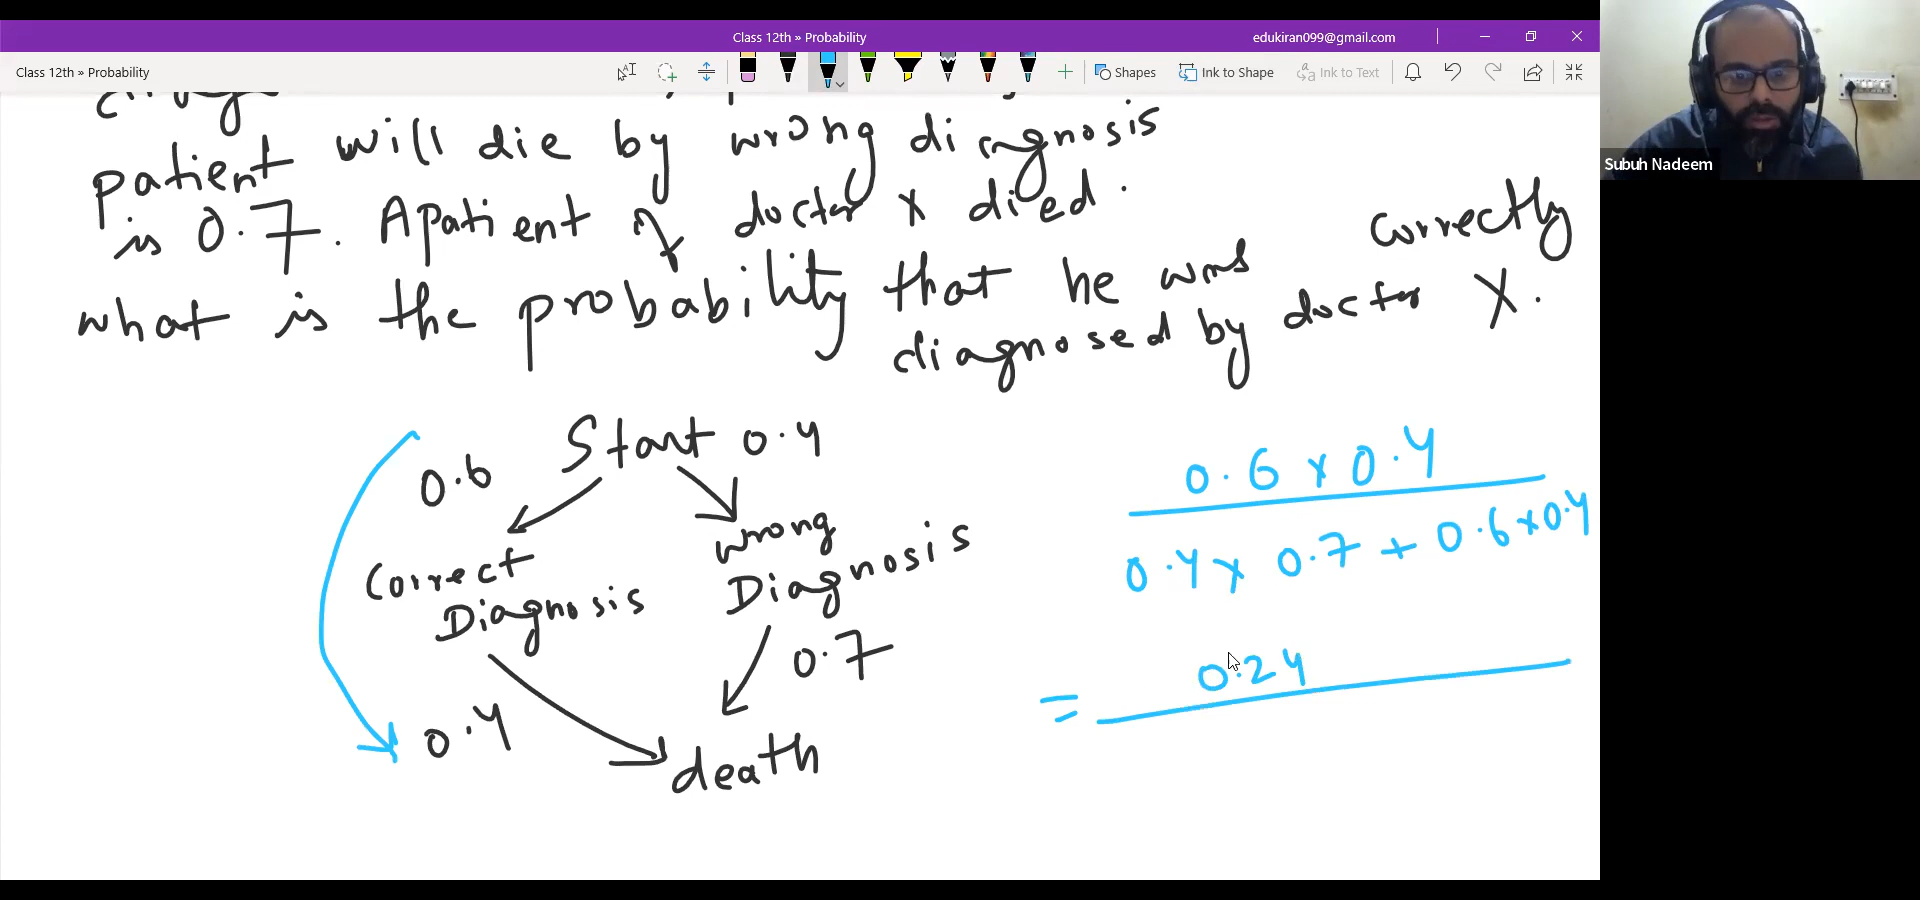 Class 12th » Probability
edukiran099@gmail.com
Class 12th » Probability
Shapes
Ink to Shape
Ink to Text
Subuh Nadeem
patient will die by wrong diagnosis
is 0.7. A patient of doctor X died.
what is the probability that he was correctly
diagnosed by doctor X.
Start 0.4
0.6
Correct
Diagnosis
wrong
Diagnosis
0.7
0.4
death
0.6 x 0.4
0.4 x 0.7 + 0.6 x 0.4
= 0.24